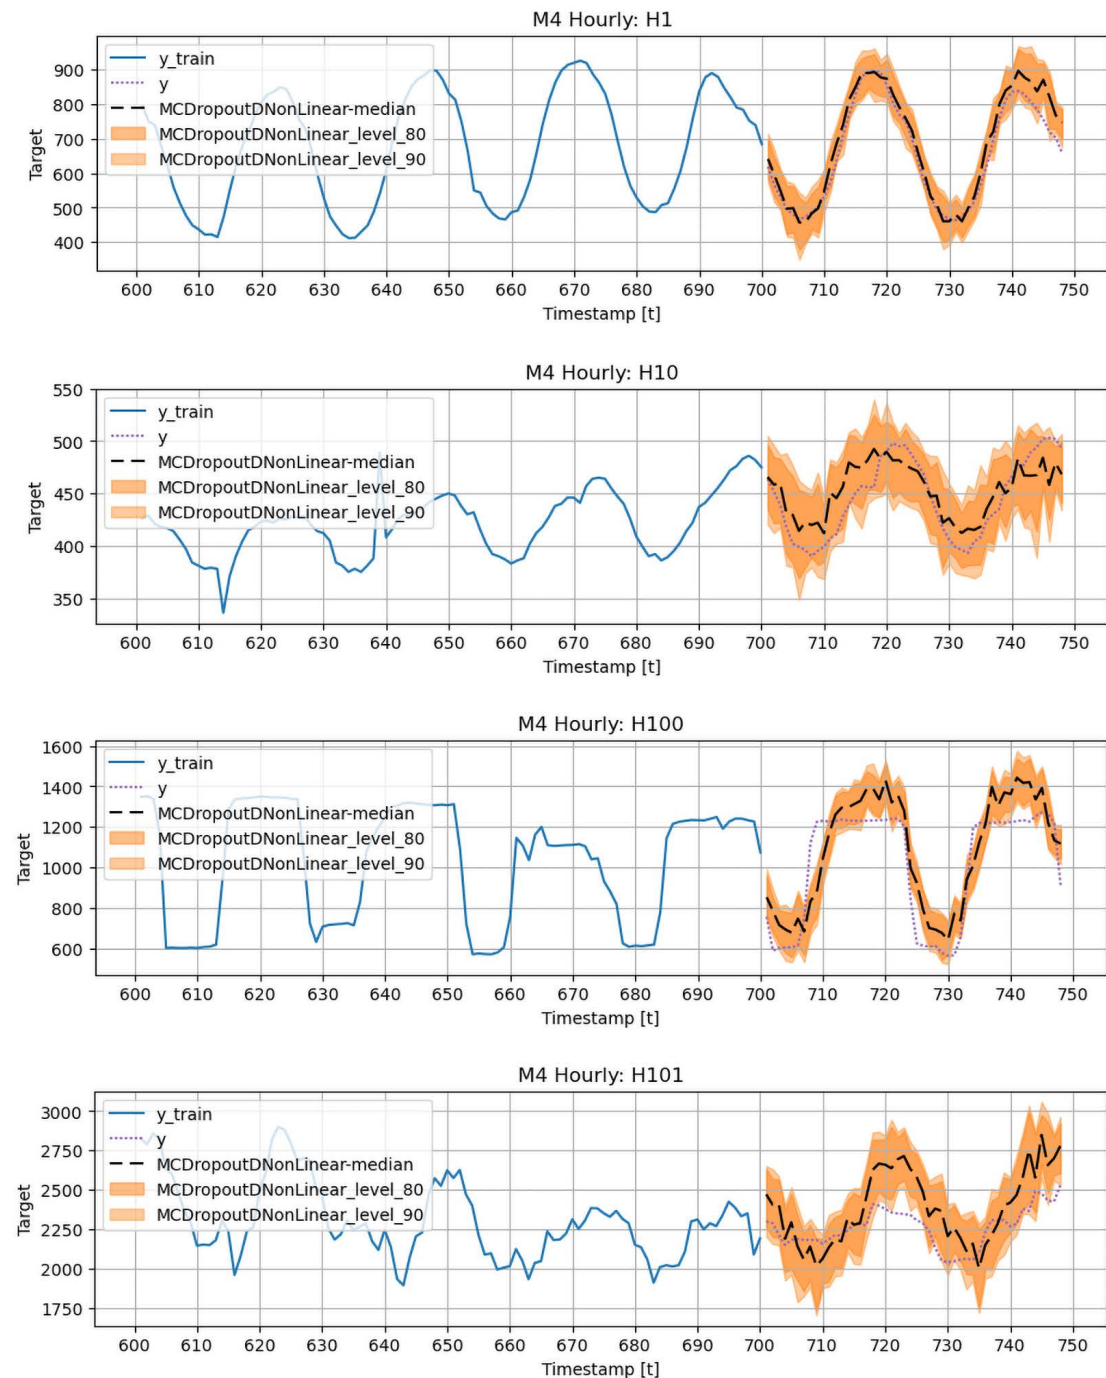 M4 Hourly: H1
y_train
y
MCDropoutDNonLinear-median
MCDropoutDNonLinear_level_80
MCDropoutDNonLinear_level_90
Target
900
800
700
600
500
400
600 610 620 630 640 650 660 670 680 690 700 710 720 730 740 750
Timestamp [t]
M4 Hourly: H10
y_train
y
MCDropoutDNonLinear-median
MCDropoutDNonLinear_level_80
MCDropoutDNonLinear_level_90
Target
550
500
450
400
350
600 610 620 630 640 650 660 670 680 690 700 710 720 730 740 750
Timestamp [t]
M4 Hourly: H100
y_train
y
MCDropoutDNonLinear-median
MCDropoutDNonLinear_level_80
MCDropoutDNonLinear_level_90
Target
1600
1400
1200
1000
800
600
600 610 620 630 640 650 660 670 680 690 700 710 720 730 740 750
Timestamp [t]
M4 Hourly: H101
y_train
y
MCDropoutDNonLinear-median
MCDropoutDNonLinear_level_80
MCDropoutDNonLinear_level_90
Target
3000
2750
2500
2250
2000
1750
600 610 620 630 640 650 660 670 680 690 700 710 720 730 740 750
Timestamp [t]